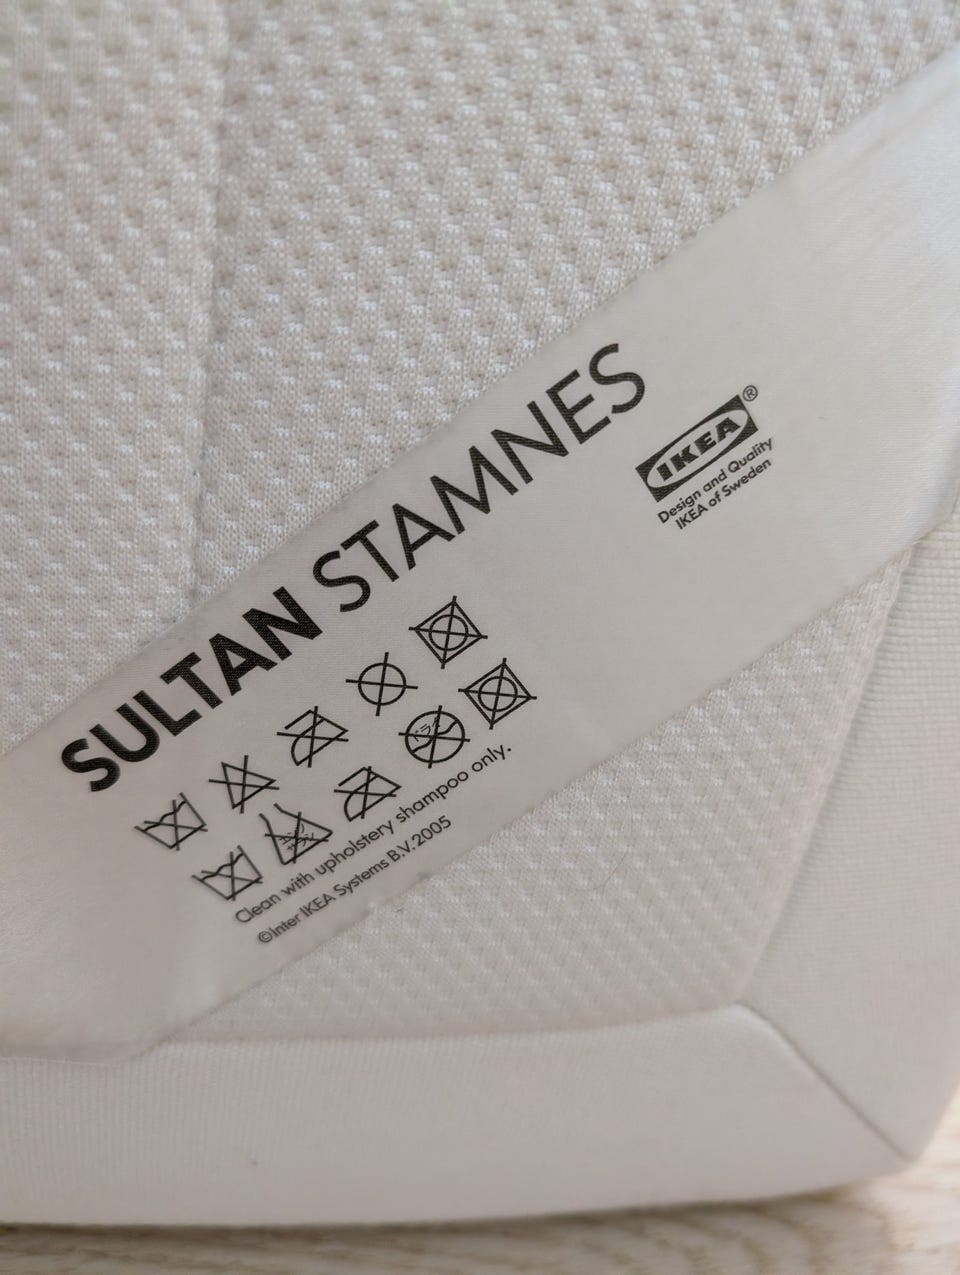 SULTAN STAMNES
IKEA®
Design and Quality
IKEA of Sweden
Clean with upholstery shampoo only.
©Inter IKEA Systems B.V. 2005